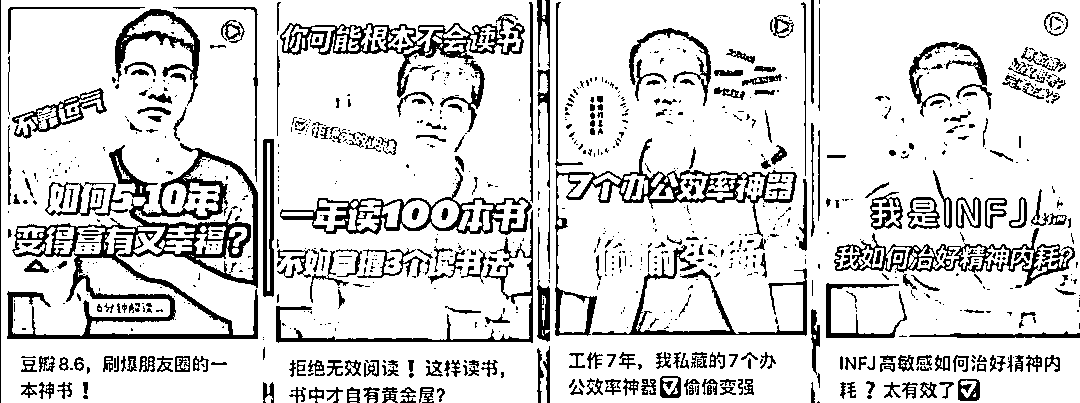 不靠运气
如何5-10年
变得富有又幸福？
6分钟解读
豆瓣8.6，刷爆朋友圈的一
本神书！
你可能根本不会读书
拒绝无效阅读
一年读100本书
不如掌握3个读书法
拒绝无效阅读！这样读书，
书中才自有黄金屋？
7个办公效率神器
偷偷变强
工作7年，我私藏的7个办
公效率神器☑偷偷变强
我是INFJ
我如何治好精神内耗？
INFJ高敏感如何治好精神内
耗？太有效了☑